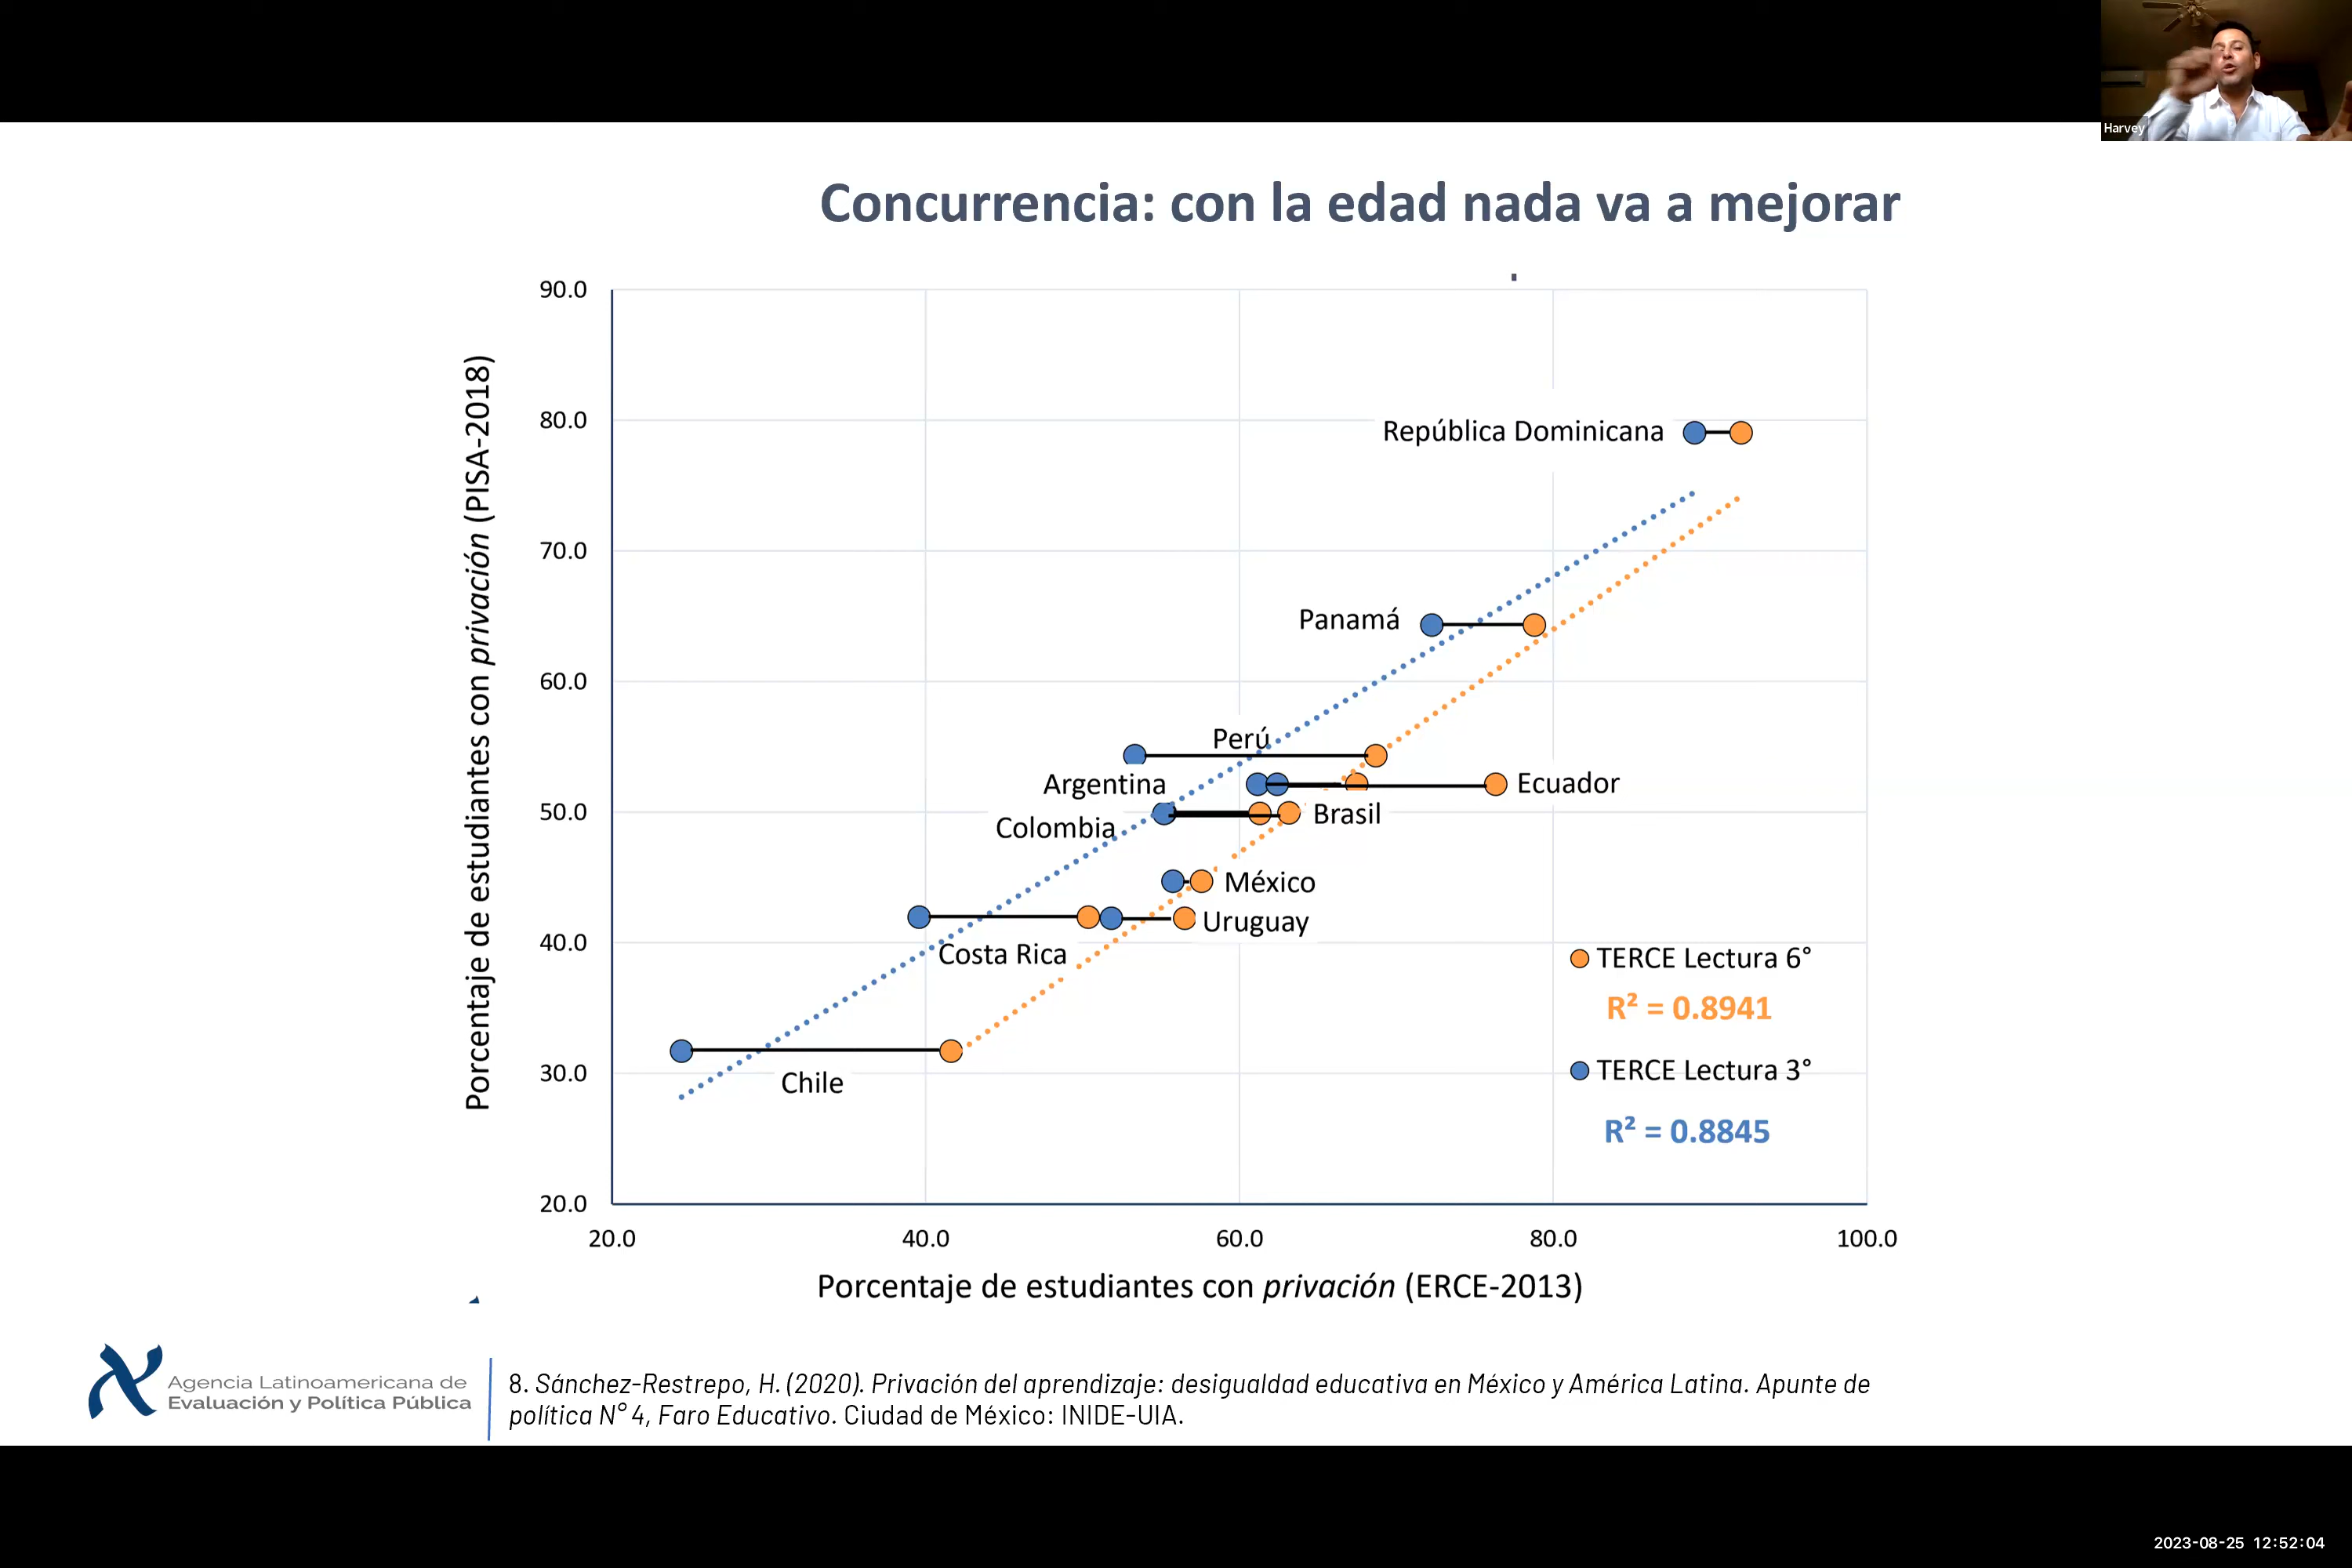 Harvey
Concurrencia: con la edad nada va a mejorar
Porcentaje de estudiantes con privación (PISA-2018)
90.0
80.0
70.0
60.0
50.0
40.0
30.0
20.0
República Dominicana
Panamá
Perú
Argentina
Ecuador
Colombia
Brasil
México
Uruguay
Costa Rica
Chile
TERCE Lectura 6°
R² = 0.8941
TERCE Lectura 3°
R² = 0.8845
20.0 40.0 60.0 80.0 100.0
Porcentaje de estudiantes con privación (ERCE-2013)
Agencia Latinoamericana de
Evaluación y Política Pública
8. Sánchez-Restrepo, H. (2020). Privación del aprendizaje: desigualdad educativa en México y América Latina. Apunte de
política N° 4, Faro Educativo. Ciudad de México: INIDE-UIA.
2023-08-25 12:52:04